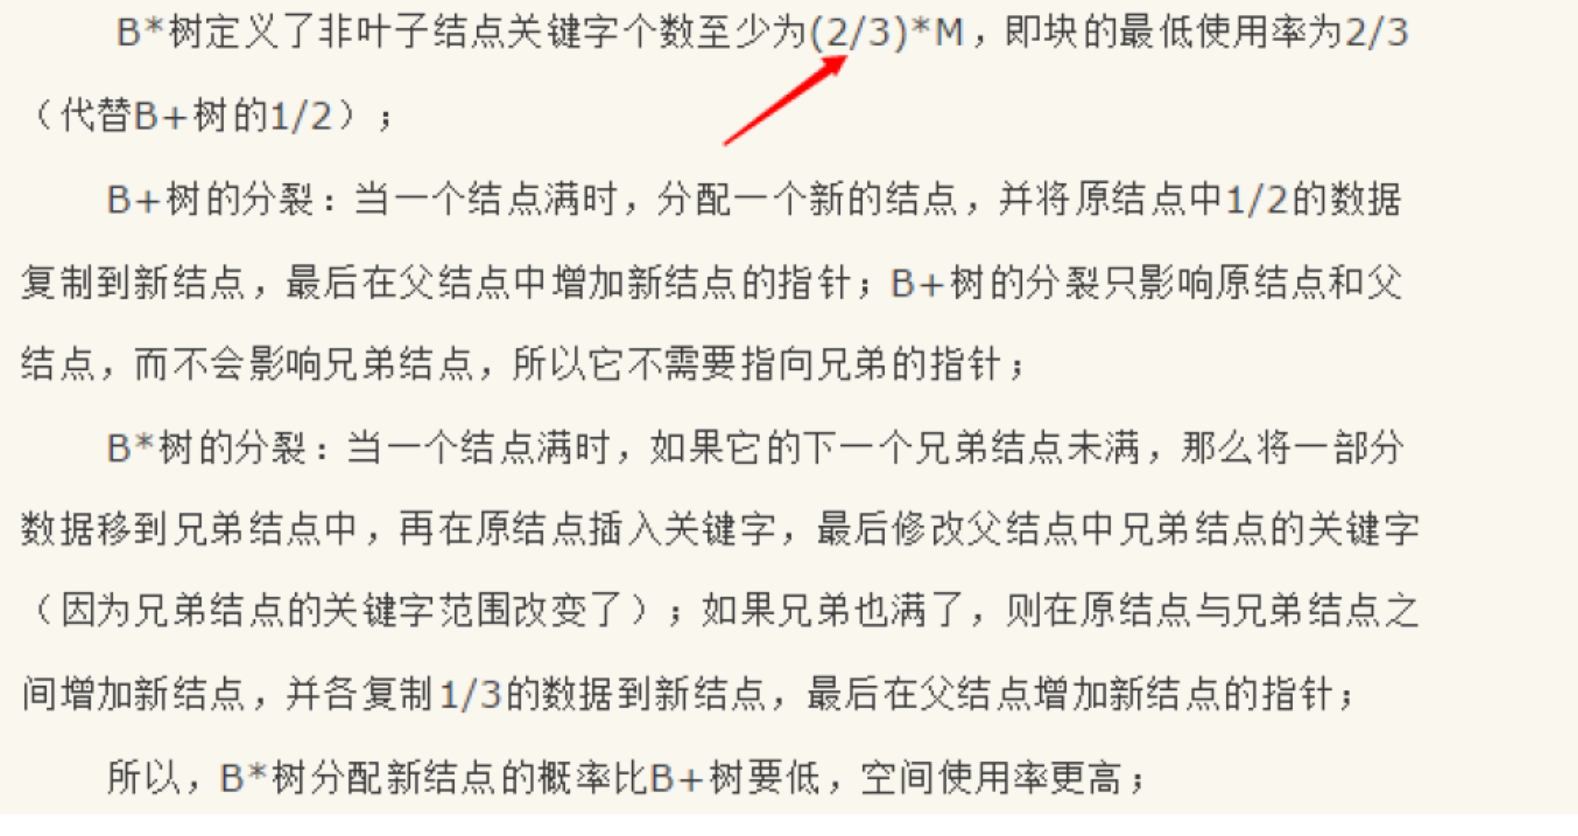 B*树定义了非叶子结点关键字个数至少为(2/3)*M，即块的最低使用率为2/3
（代替B+树的1/2）；
B+树的分裂：当一个结点满时，分配一个新的结点，并将原结点中1/2的数据
复制到新结点，最后在父结点中增加新结点的指针；B+树的分裂只影响原结点和父
结点，而不会影响兄弟结点，所以它不需要指向兄弟的指针；
B*树的分裂：当一个结点满时，如果它的下一个兄弟结点未满，那么将一部分
数据移到兄弟结点中，再在原结点插入关键字，最后修改父结点中兄弟结点的关键字
（因为兄弟结点的关键字范围改变了）；如果兄弟也满了，则在原结点与兄弟结点之
间增加新结点，并各复制1/3的数据到新结点，最后在父结点增加新结点的指针；
所以，B*树分配新结点的概率比B+树要低，空间使用率更高；